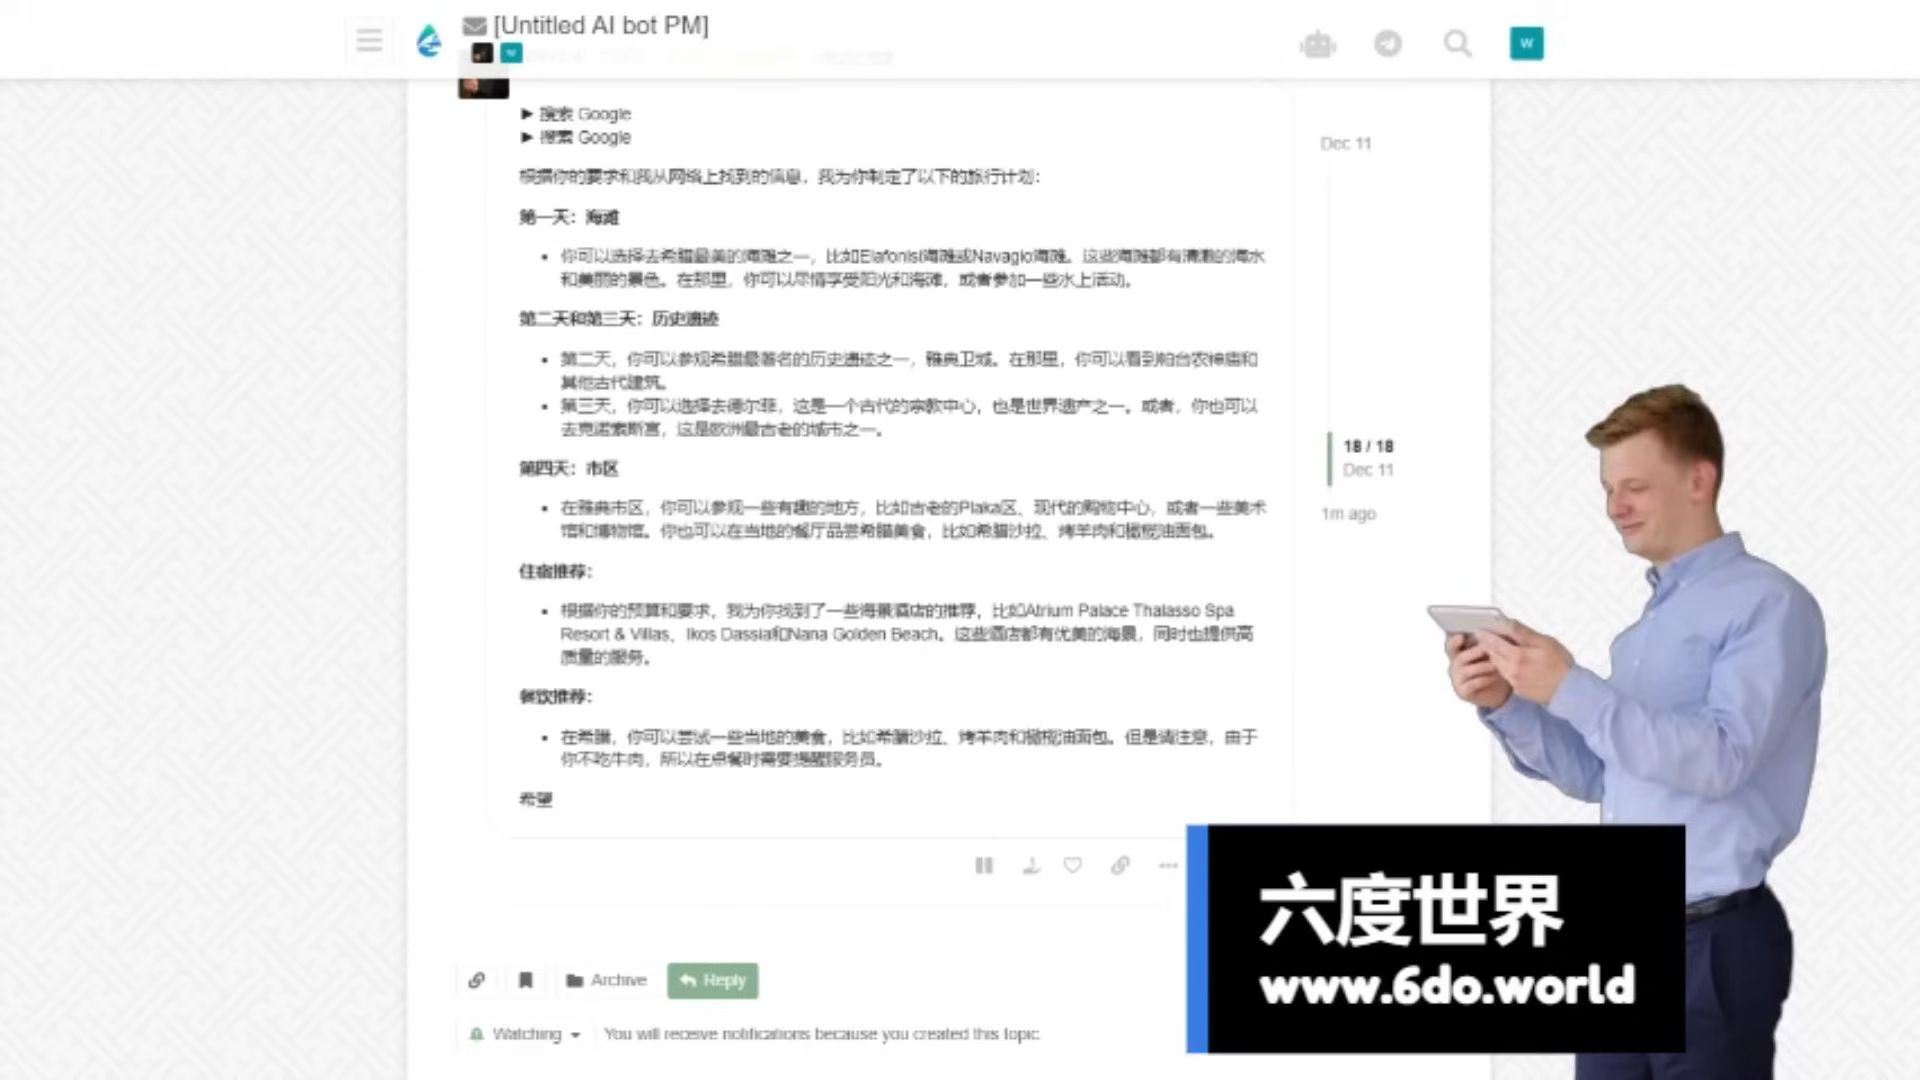 [Untitled AI bot PM]
w
w
▶ 搜索 Google
▶ 搜索 Google
根据你的要求和我从网络上找到的信息，我为你制定了以下的旅行计划：
第一天：海滩
• 你可以选择去希腊最美的海滩之一，比如Elafonisi海滩或Navagio海滩。这些海滩都有清澈的海水
和美丽的景色。在那里，你可以尽情享受阳光和海滩，或者参加一些水上活动。
第二天和第三天：历史遗迹
• 第二天，你可以参观希腊最著名的历史遗迹之一，雅典卫城。在那里，你可以看到帕台农神庙和
其他古代建筑。
• 第三天，你可以选择去德尔菲，这是一个古代的宗教中心，也是世界遗产之一。或者，你也可以
去克诺索斯宫，这是欧洲最古老的城市之一。
第四天：市区
• 在雅典市区，你可以参观一些有趣的地方，比如古老的Plaka区、现代的购物中心，或者一些美术
馆和博物馆。你也可以在当地的餐厅品尝希腊美食，比如希腊沙拉、烤羊肉和橄榄油面包。
住宿推荐：
• 根据你的预算和要求，我为你找到了一些海景酒店的推荐，比如Atrium Palace Thalasso Spa
Resort & Villas、Ikos Dassia和Nana Golden Beach。这些酒店都有优美的海景，同时也提供高
质量的服务。
餐饮推荐：
• 在希腊，你可以尝试一些当地的美食，比如希腊沙拉、烤羊肉和橄榄油面包。但是请注意，由于
你不吃牛肉，所以在点餐时需要提醒服务员。
希望
Dec 11
18 / 18
Dec 11
1m ago
Archive
Reply
Watching
You will receive notifications because you created this topic.
六度世界
www.6do.world